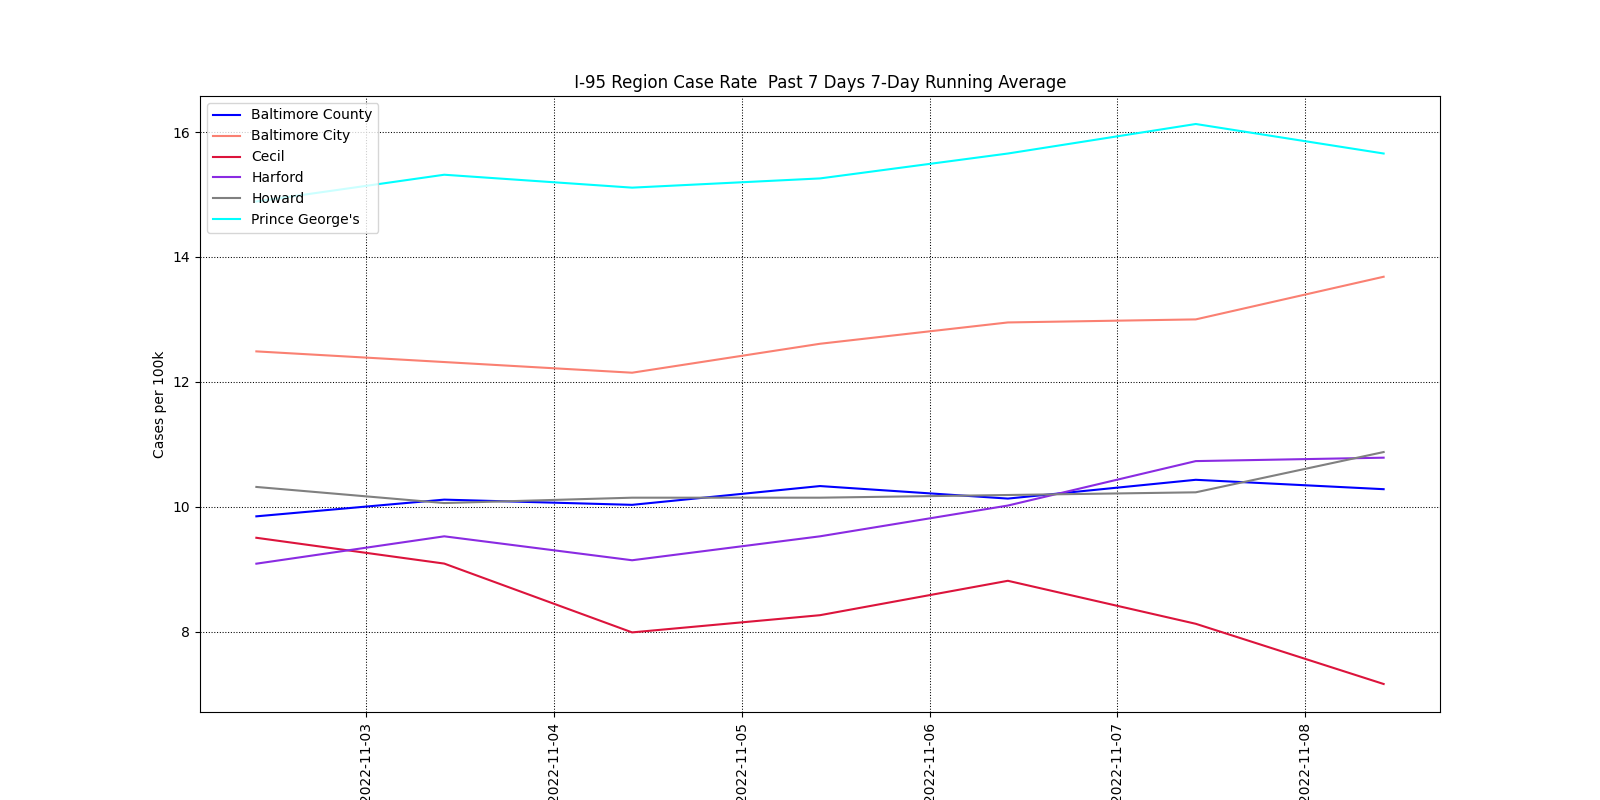 I-95 Region Case Rate  Past 7 Days 7-Day Running Average
Baltimore County
Baltimore City
Cecil
Harford
Howard
Prince George's
Cases per 100k
16
14
12
10
8
2022-11-03
2022-11-04
2022-11-05
2022-11-06
2022-11-07
2022-11-08